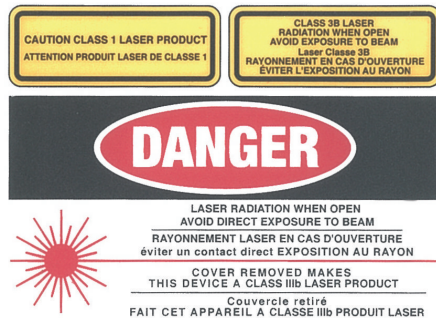 CAUTION CLASS 1 LASER PRODUCT
ATTENTION PRODUIT LASER DE CLASSE 1
CLASS 3B LASER
RADIATION WHEN OPEN
AVOID EXPOSURE TO BEAM
Laser Classe 3B
RAYONNEMENT EN CAS D'OUVERTURE
ÉVITER L'EXPOSITION AU RAYON
DANGER
LASER RADIATION WHEN OPEN
AVOID DIRECT EXPOSURE TO BEAM
RAYONNEMENT LASER EN CAS D'OUVERTURE
éviter un contact direct EXPOSITION AU RAYON
COVER REMOVED MAKES
THIS DEVICE A CLASS IIIb LASER PRODUCT
Couvercle retiré
FAIT CET APPAREIL A CLASSE IIIb PRODUIT LASER